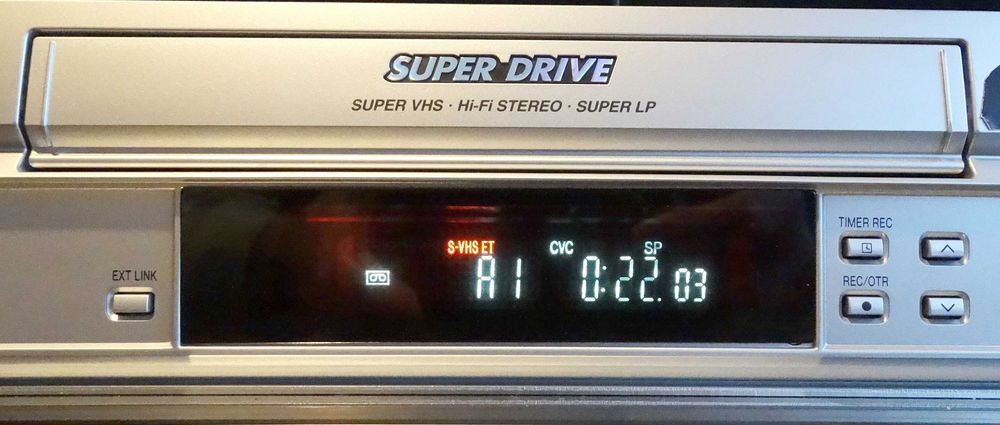 SUPER DRIVE
SUPER VHS · Hi-Fi STEREO · SUPER LP
TIMER REC
S-VHS ET CVC SP
EXT LINK
A1 0:22.03
REC/OTR